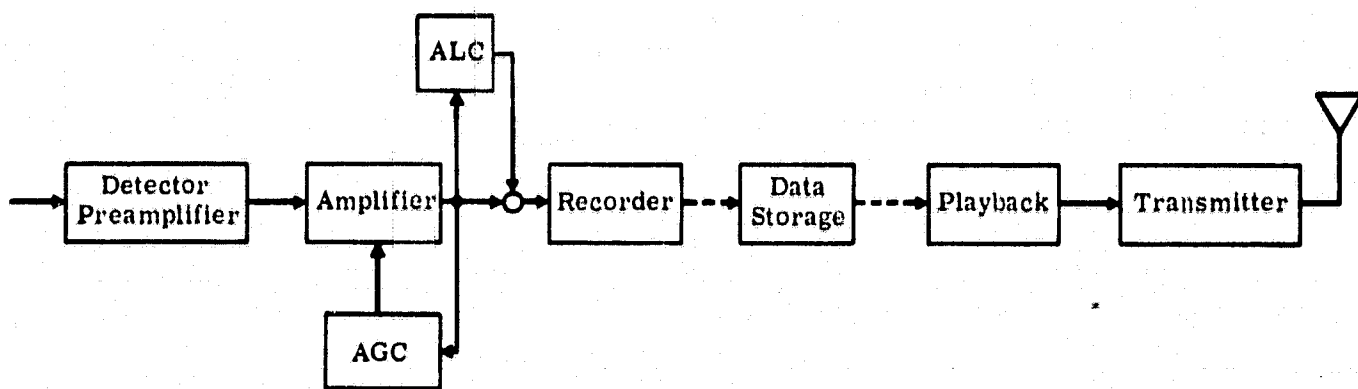 ALC
Detector
Preamplifier
Amplifier
Recorder
Data
Storage
Playback
Transmitter
AGC